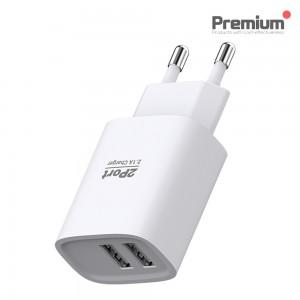 Premium
Products with cost-effectiveness
2Port
2.1A Charger